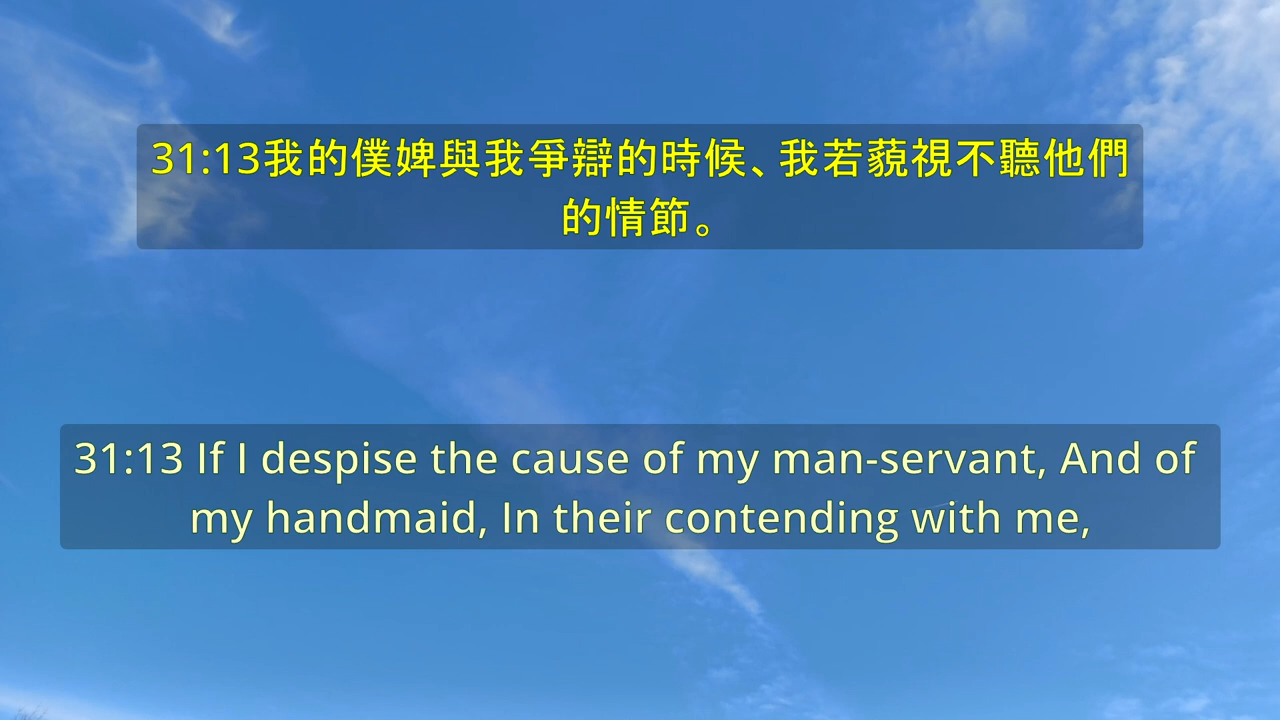 31:13我的僕婢與我爭辯的時候、我若藐視不聽他們
的情節。
31:13 If I despise the cause of my man-servant, And of
my handmaid, In their contending with me,